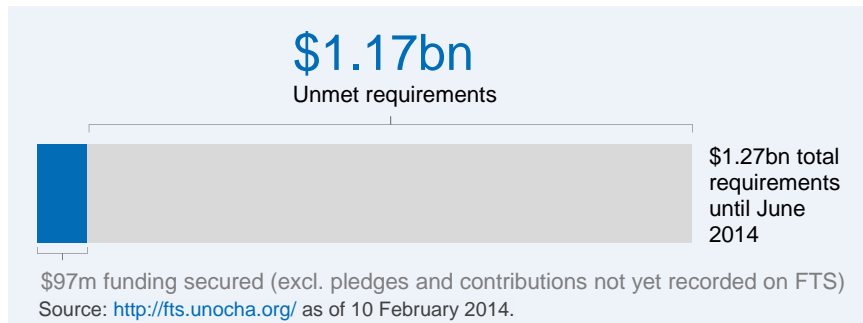 $1.17bn
Unmet requirements
$1.27bn total
requirements
until June
2014
$97m funding secured (excl. pledges and contributions not yet recorded on FTS)
Source: http://fts.unocha.org/ as of 10 February 2014.